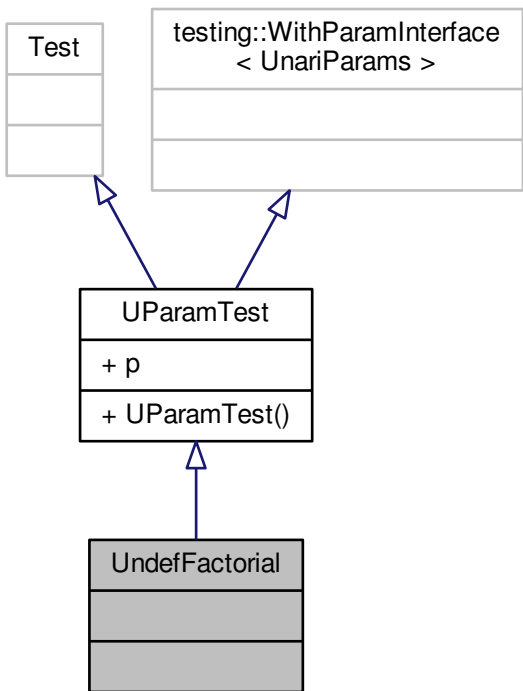 Test
testing::WithParamInterface
< UnariParams >
UParamTest
+ p
+ UParamTest()
UndefFactorial